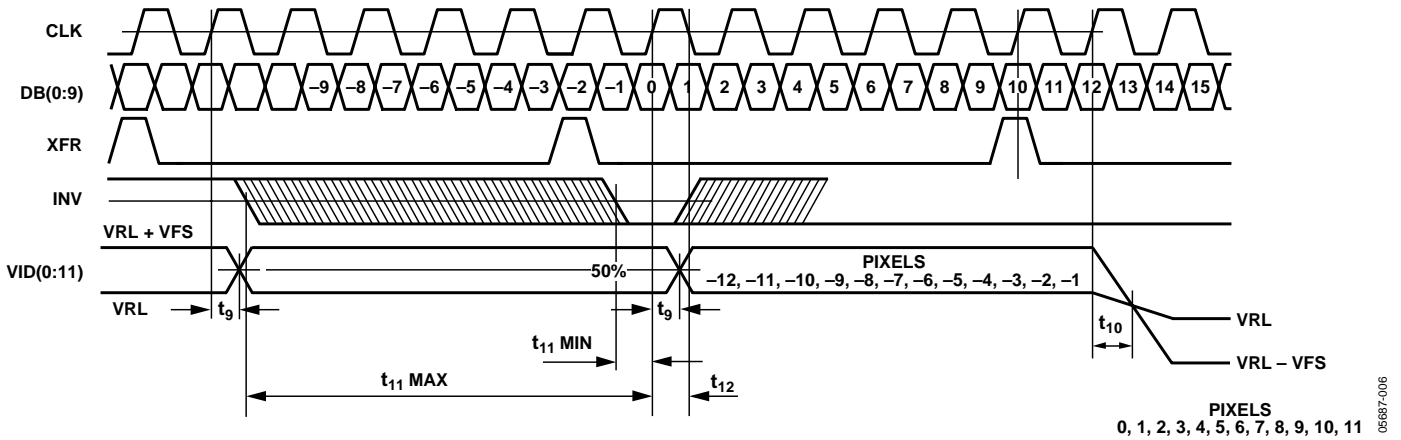 CLK
DB(0:9)
–9 –8 –7 –6 –5 –4 –3 –2 –1 0 1 2 3 4 5 6 7 8 9 10 11 12 13 14 15
XFR
INV
VRL + VFS
VID(0:11)
50%
PIXELS
–12, –11, –10, –9, –8, –7, –6, –5, –4, –3, –2, –1
VRL
t9
t9
t10
VRL
t11 MIN
VRL – VFS
t11 MAX
t12
PIXELS
0, 1, 2, 3, 4, 5, 6, 7, 8, 9, 10, 11
05687-006